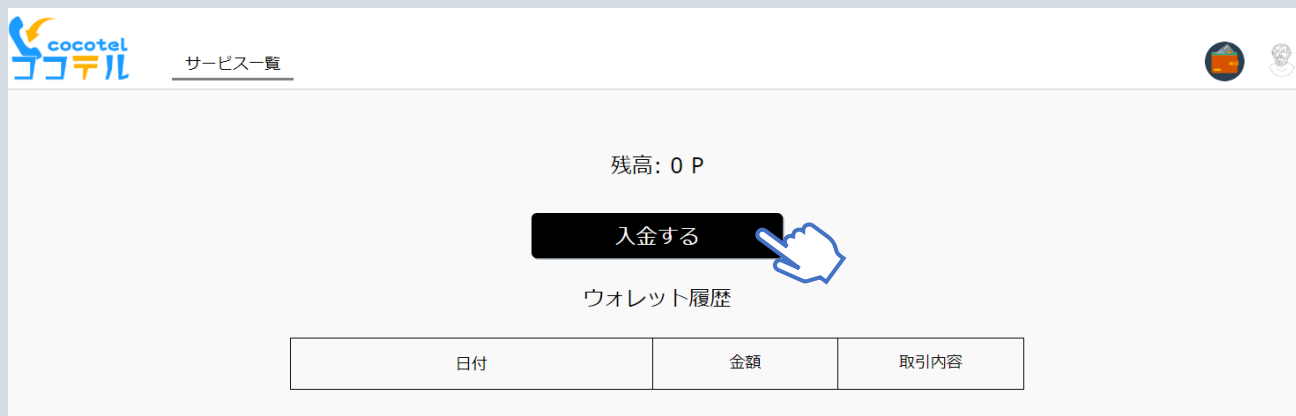 cocotel
ココテル
サービス一覧
残高: 0 P
入金する
ウォレット履歴
日付 金額 取引内容